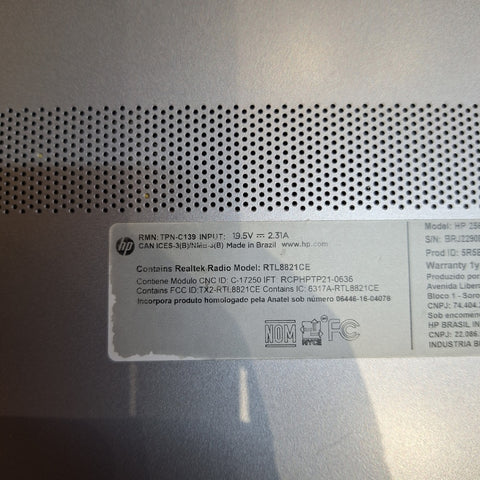 hp
RMN: TPN-C139 INPUT: 19.5V ⎓ 2.31A
CAN ICES-3(B)/NMB-3(B) Made in Brazil www.hp.com
Contains Realtek Radio Model: RTL8821CE
Contene Modulo CNC ID: C-17250 IFT: RCPHPTP21-0636
Contains FCC ID:TX2-RTL8821CE Contains IC: 6317A-RTL8821CE
Incorpora produto homologado pela Anatel sob número 06446-16-04076
NOM NYCE FC
Model: HP 256
S/N: BRJ2290
Prod ID: 5R5
Warranty 1y
Produzido por
Avenida Liber
Bloco 1 - Soro
CNPJ: 74.404.
Sob encomen
HP BRASIL IN
CNPJ: 22.086.
INDUSTRIA B